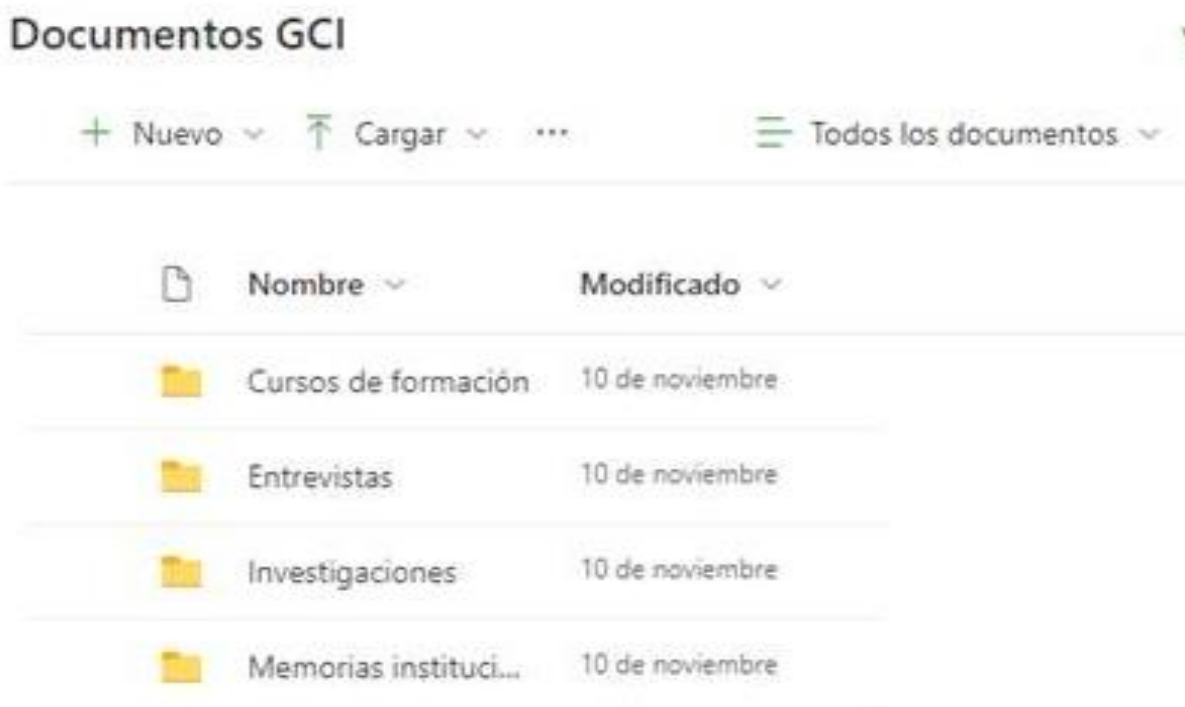 Documentos GCI
Nuevo Cargar ... Todos los documentos
Nombre Modificado
Cursos de formación 10 de noviembre
Entrevistas 10 de noviembre
Investigaciones 10 de noviembre
Memorias instituci... 10 de noviembre